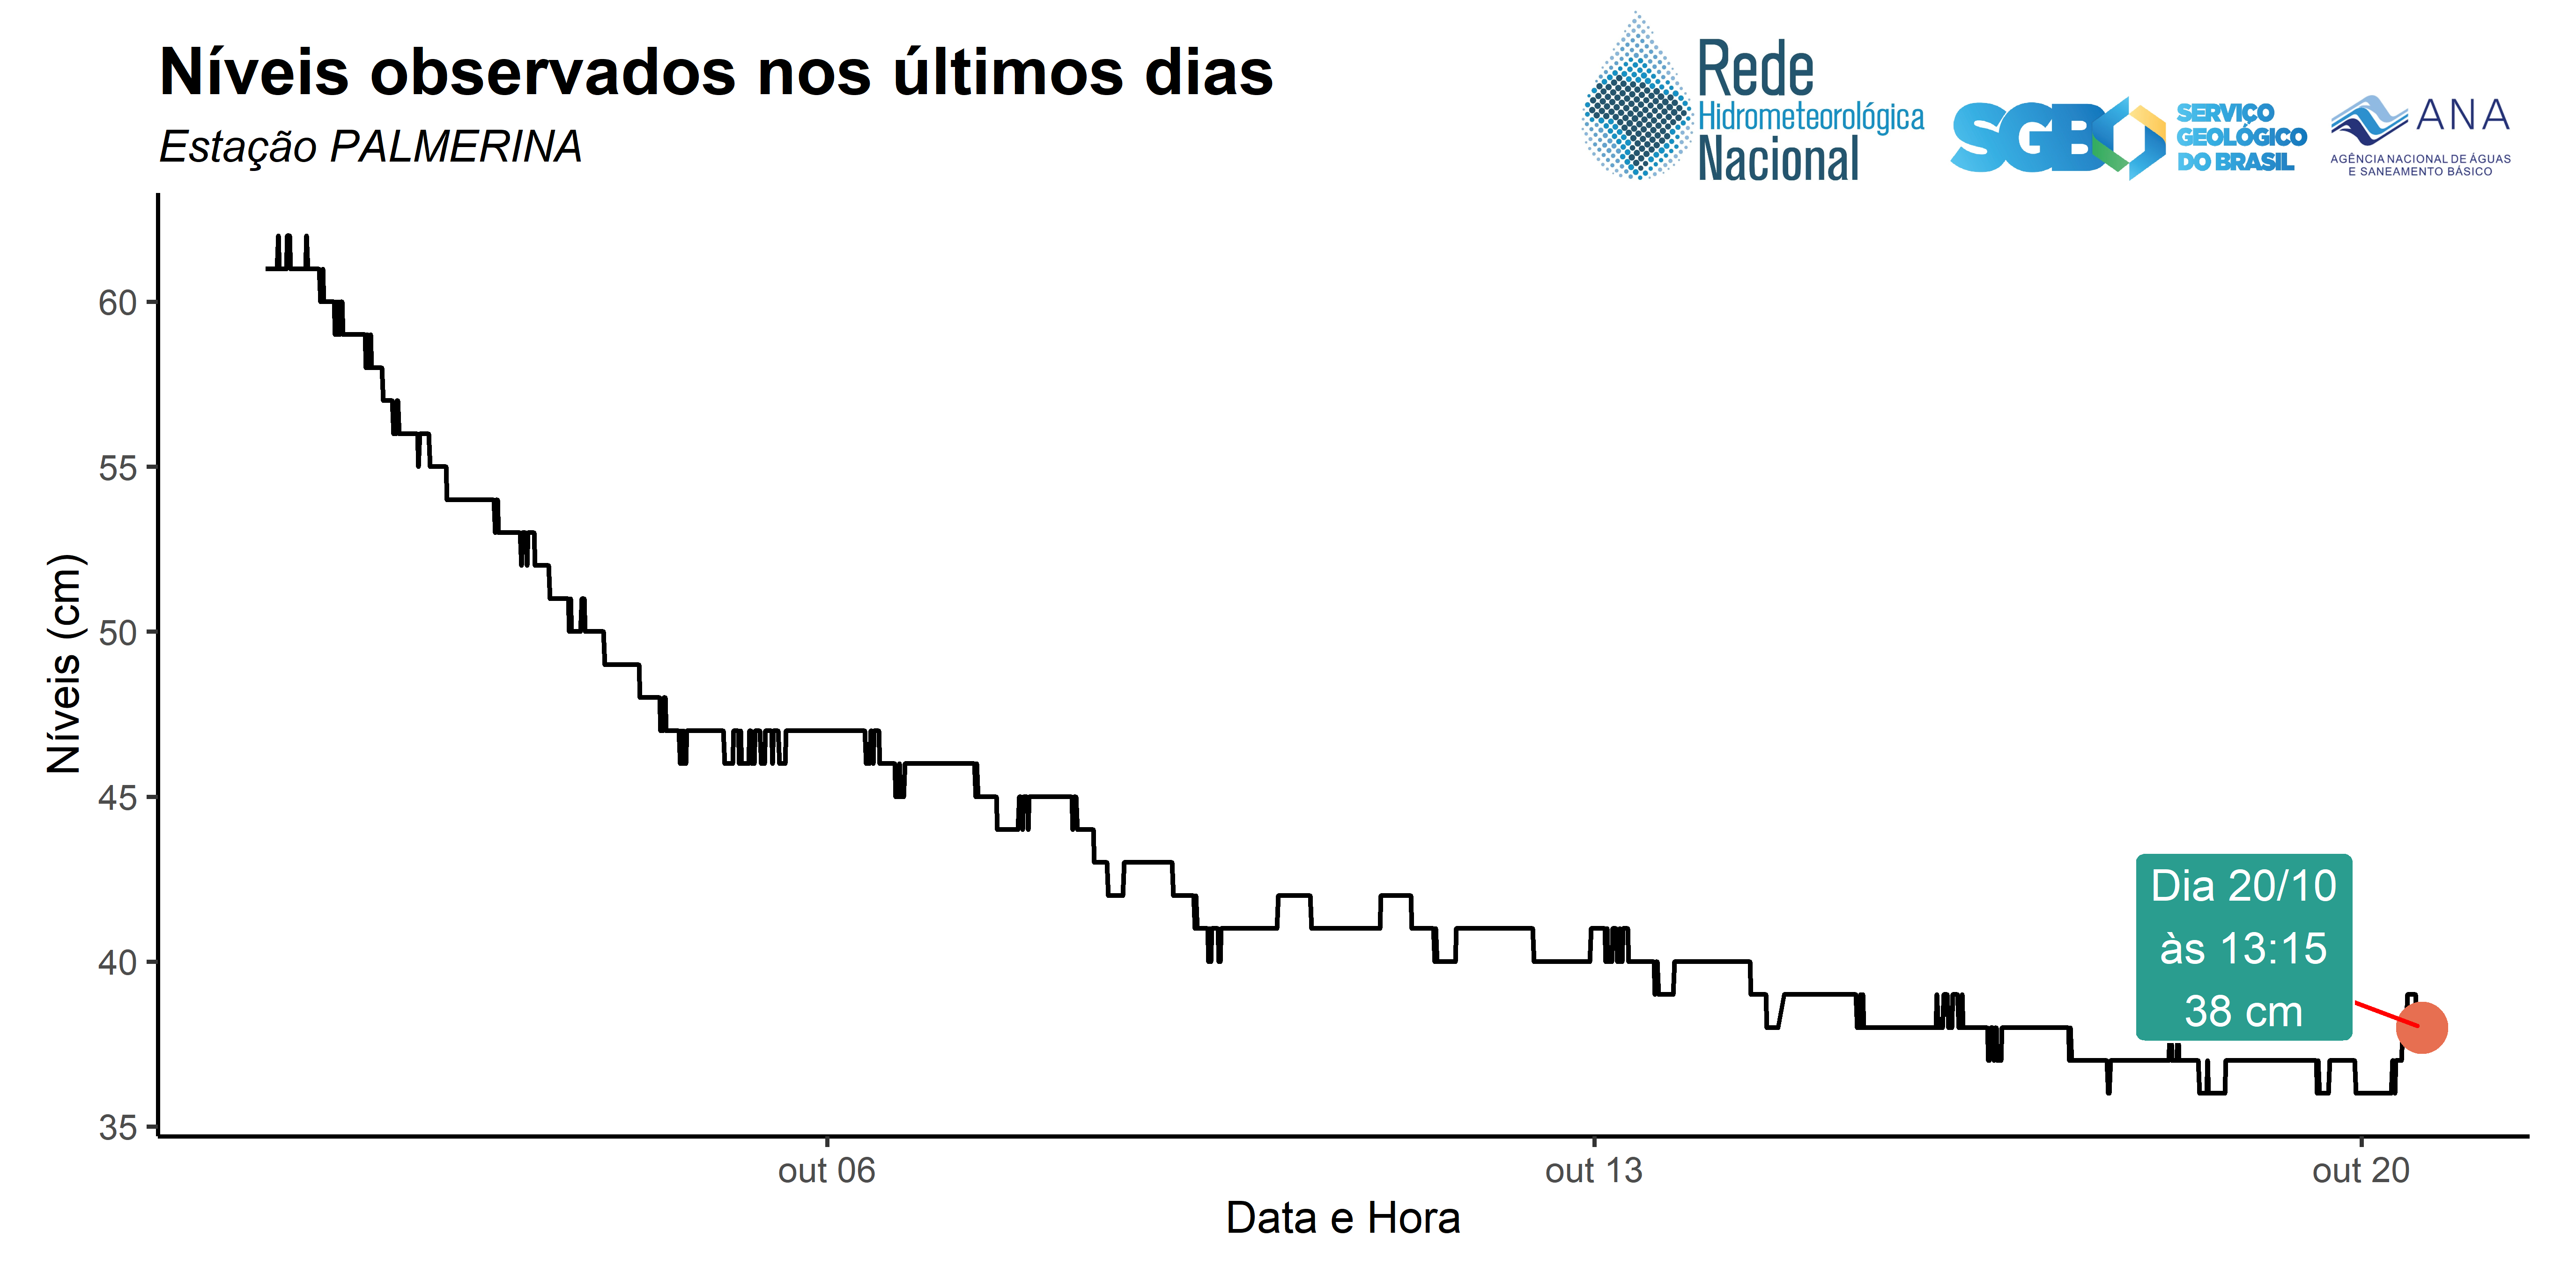 Níveis observados nos últimos dias
Estação PALMERINA
Rede
Hidrometeorológica
Nacional
SGB
SERVIÇO
GEOLÓGICO
DO BRASIL
ANA
AGÊNCIA NACIONAL DE ÁGUAS
E SANEAMENTO BÁSICO
Níveis (cm)
60
55
50
45
40
35
Dia 20/10
às 13:15
38 cm
out 06
out 13
out 20
Data e Hora